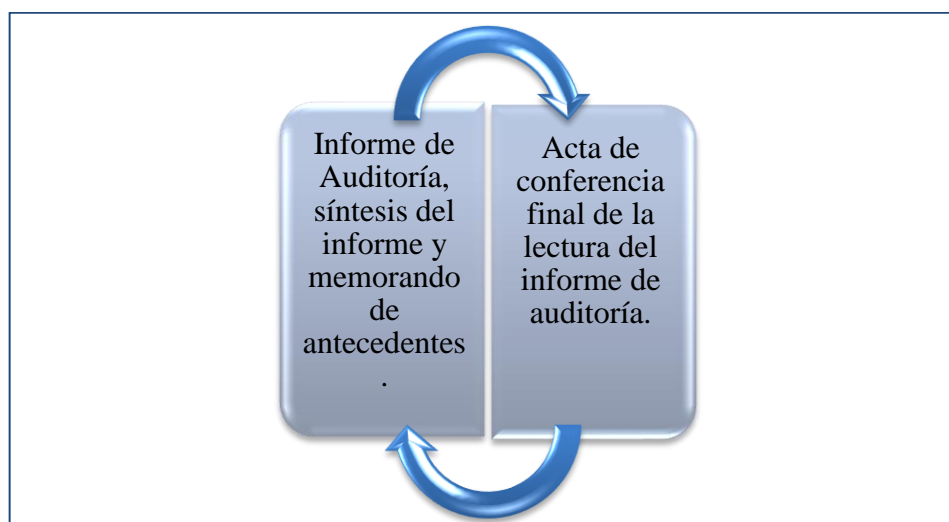 Informe de
Auditoría,
síntesis del
informe y
memorando
de
antecedentes
.
Acta de
conferencia
final de la
lectura del
informe de
auditoría.